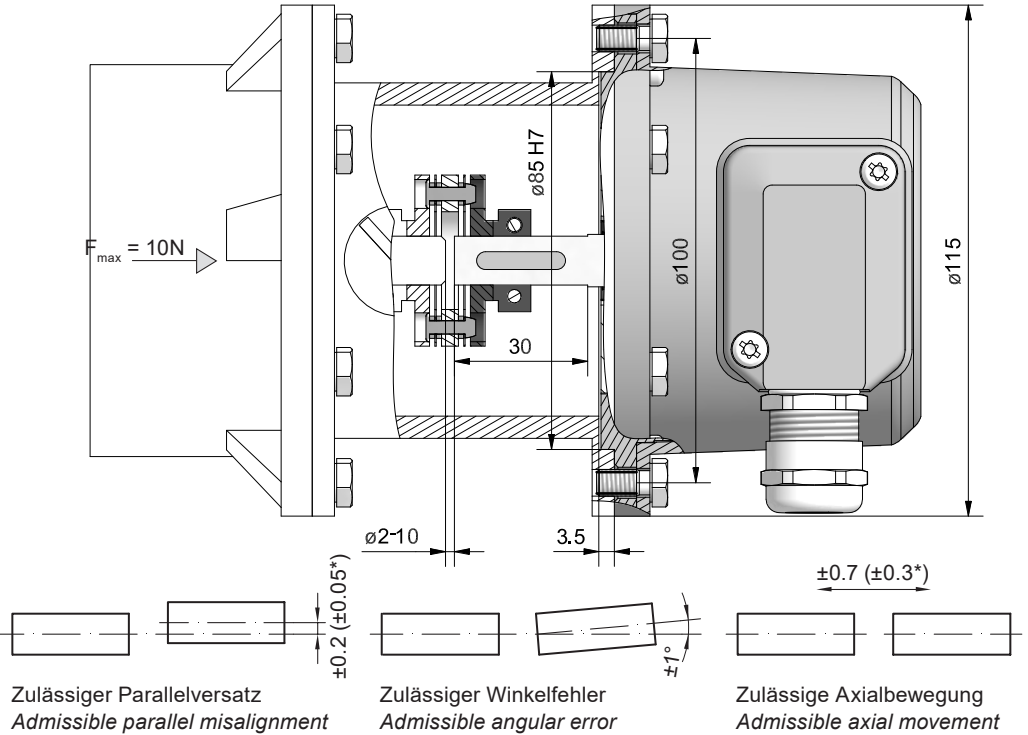 ø85 H7
F max = 10N
ø100
ø115
30
ø2-10
3.5
±0.2 (±0.05*)
±1°
±0.7 (±0.3*)
Zulässiger Parallelversatz
Admissible parallel misalignment
Zulässiger Winkelfehler
Admissible angular error
Zulässige Axialbewegung
Admissible axial movement